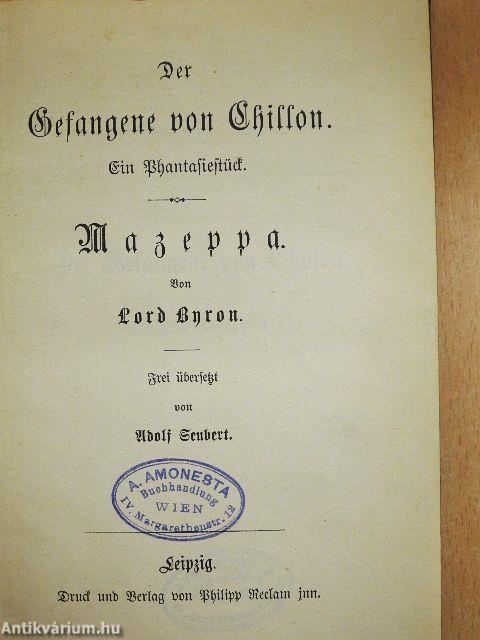 Der
Gefangene von Chillon.
Ein Phantasiestück.
Mazeppa.
Von
Lord Byron.
Frei übersetzt
von
Adolf Seubert.
A. AMONESTA
Buchhandlung
WIEN
IV. Margarethenstr. 12
Leipzig.
Druck und Verlag von Philipp Reclam jun.
Antikvárium.hu